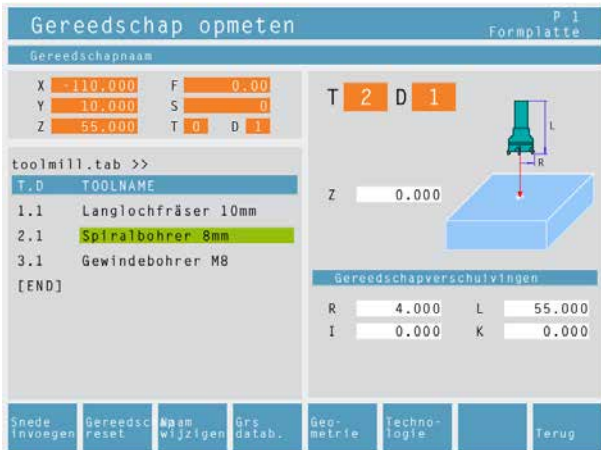 Gereedschap opmeten
P 1
Formplatte
Gereedschapnaam
X -110.000 F 0.00
Y 10.000 S 0
Z 55.000 T 0 D 1
toolmill.tab >>
T.D TOOLNAME
1.1 Langlochfräser 10mm
2.1 Spiralbohrer 8mm
3.1 Gewindebohrer M8
[END]
T 2 D 1
L
R
Z 0.000
Gereedschapverschuivingen
R 4.000 L 55.000
I 0.000 K 0.000
Snede Gereedsc Naam Grs Geo- Techno-
invoegen reset wijzigen datab. metrie logie Terug